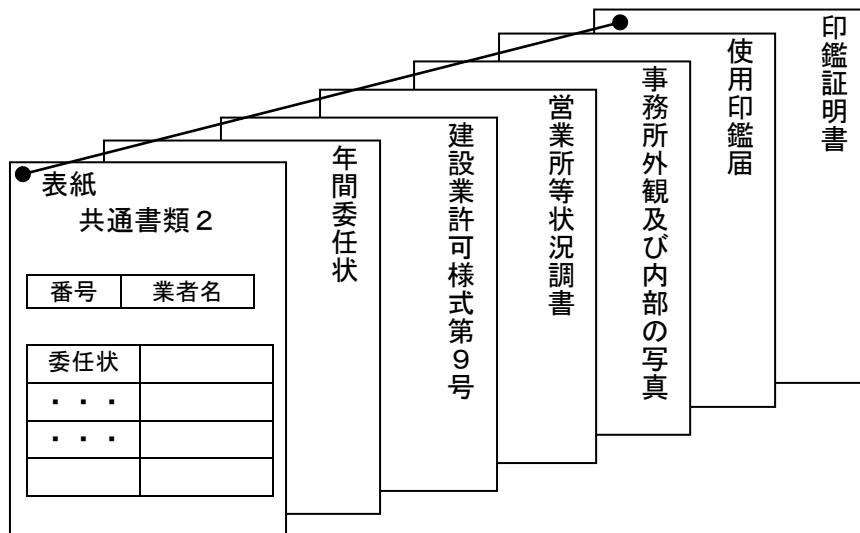 表紙
共通書類２
番号 業者名
委任状
・・・
・・・
年間委任状
建設業許可様式第９号
営業所等状況調書
事務所外観及び内部の写真
使用印鑑届
印鑑証明書